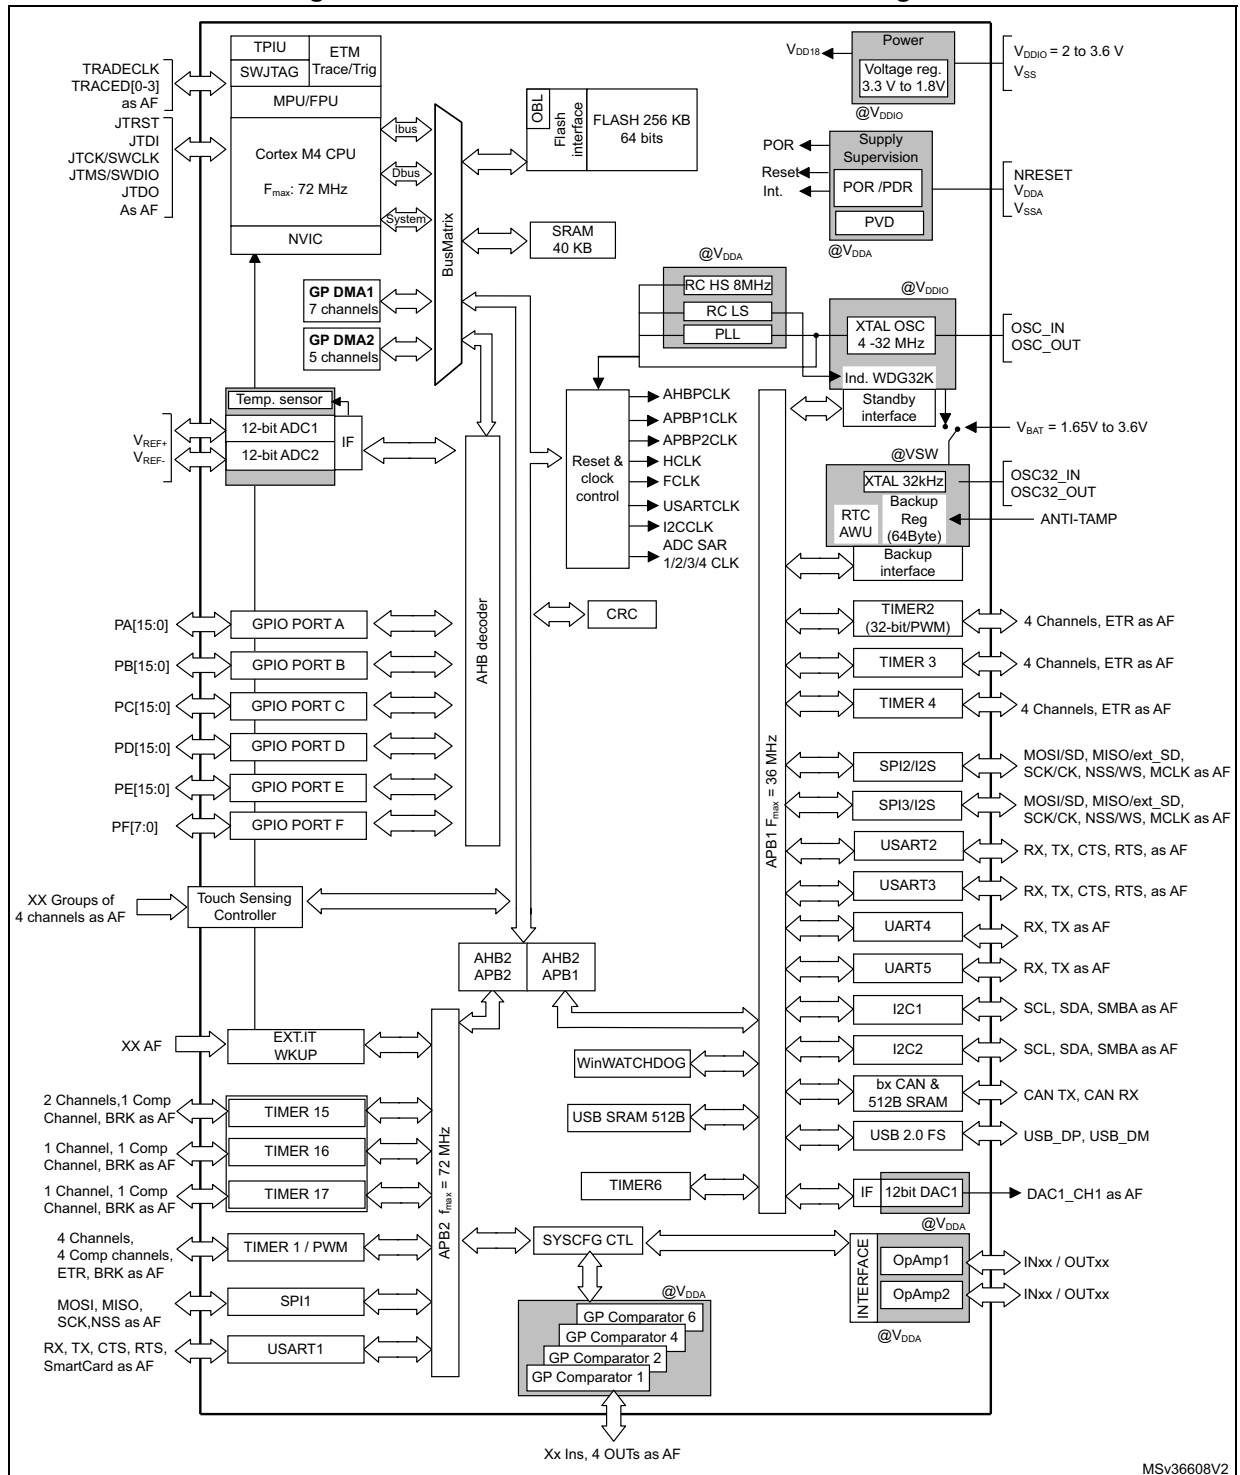 TPIU
ETM
Trace/Trig
SWJTAG
MPU/FPU
Cortex M4 CPU
Fmax: 72 MHz
NVIC
TRADECLK
TRACED[0-3]
as AF
JTRST
JTDI
JTCK/SWCLK
JTMS/SWDIO
JTDO
As AF
Ibus
Dbus
System
BusMatrix
OBL
Flash
interface
FLASH 256 KB
64 bits
SRAM
40 KB
GP DMA1
7 channels
GP DMA2
5 channels
VDD18
Power
Voltage reg.
3.3 V to 1.8V
@VDDIO
VDDIO = 2 to 3.6 V
VSS
POR
Reset
Int.
Supply
Supervision
POR /PDR
PVD
@VDDA
NRESET
VDDA
VSSA
@VDDA
RC HS 8MHz
RC LS
PLL
@VDDIO
XTAL OSC
4 -32 MHz
Ind. WDG32K
Standby
interface
OSC_IN
OSC_OUT
VBAT = 1.65V to 3.6V
@VSW
XTAL 32kHz
RTC
AWU
Backup
Reg
(64Byte)
Backup
interface
OSC32_IN
OSC32_OUT
ANTI-TAMP
Reset &
clock
control
AHBPCLK
APBP1CLK
APBP2CLK
HCLK
FCLK
USARTCLK
I2CCLK
ADC SAR
1/2/3/4 CLK
Temp. sensor
12-bit ADC1
12-bit ADC2
IF
VREF+
VREF-
AHB decoder
CRC
PA[15:0]
GPIO PORT A
PB[15:0]
GPIO PORT B
PC[15:0]
GPIO PORT C
PD[15:0]
GPIO PORT D
PE[15:0]
GPIO PORT E
PF[7:0]
GPIO PORT F
XX Groups of
4 channels as AF
Touch Sensing
Controller
AHB2
APB2
AHB2
APB1
XX AF
EXT.IT
WKUP
2 Channels,1 Comp
Channel, BRK as AF
TIMER 15
1 Channel, 1 Comp
Channel, BRK as AF
TIMER 16
1 Channel, 1 Comp
Channel, BRK as AF
TIMER 17
4 Channels,
4 Comp channels,
ETR, BRK as AF
TIMER 1 / PWM
MOSI, MISO,
SCK,NSS as AF
SPI1
RX, TX, CTS, RTS,
SmartCard as AF
USART1
APB2 fmax = 72 MHz
APB1 Fmax = 36 MHz
TIMER2
(32-bit/PWM)
4 Channels, ETR as AF
TIMER 3
4 Channels, ETR as AF
TIMER 4
4 Channels, ETR as AF
SPI2/I2S
MOSI/SD, MISO/ext_SD,
SCK/CK, NSS/WS, MCLK as AF
SPI3/I2S
MOSI/SD, MISO/ext_SD,
SCK/CK, NSS/WS, MCLK as AF
USART2
RX, TX, CTS, RTS, as AF
USART3
RX, TX, CTS, RTS, as AF
UART4
RX, TX as AF
UART5
RX, TX as AF
I2C1
SCL, SDA, SMBA as AF
I2C2
SCL, SDA, SMBA as AF
bx CAN &
512B SRAM
CAN TX, CAN RX
USB 2.0 FS
USB_DP, USB_DM
IF
12bit DAC1
DAC1_CH1 as AF
@VDDA
WinWATCHDOG
USB SRAM 512B
TIMER6
SYSCFG CTL
INTERFACE
OpAmp1
INxx / OUTxx
OpAmp2
INxx / OUTxx
@VDDA
@VDDA
GP Comparator 6
GP Comparator 4
GP Comparator 2
GP Comparator 1
Xx Ins, 4 OUTs as AF
MSv36608V2